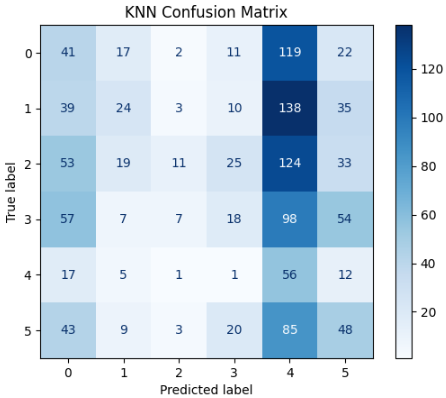 KNN Confusion Matrix
0 41 17 2 11 119 22
1 39 24 3 10 138 35
2 53 19 11 25 124 33
3 57 7 7 18 98 54
4 17 5 1 1 56 12
5 43 9 3 20 85 48
0 1 2 3 4 5
True label
Predicted label
120
100
80
60
40
20